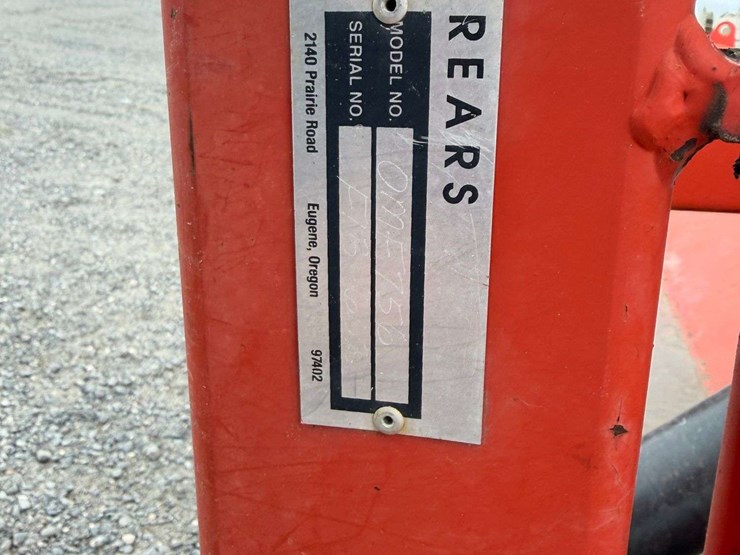 REARS
MODEL NO.
SERIAL NO.
2140 Prairie Road Eugene, Oregon 97402